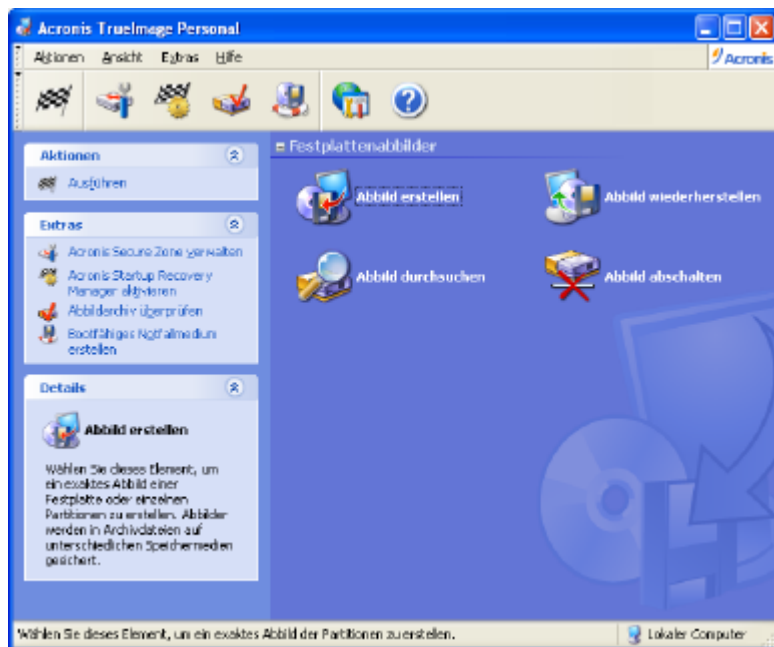 Acronis TrueImage Personal
Aktionen Ansicht Extras Hilfe
Acronis
Aktionen
Ausführen
Extras
Acronis Secure Zone verwalten
Acronis Startup Recovery
Manager aktivieren
Abbildarchiv überprüfen
Bootfähiges Notfallmedium
erstellen
Details
Abbild erstellen
Wählen Sie dieses Element, um
ein exaktes Abbild einer
Festplatte oder einzelnen
Partitionen zu erstellen. Abbilder
werden in Archivdateien auf
unterschiedlichen Speichermedien
gesichert.
Festplattenabbilder
Abbild erstellen
Abbild wiederherstellen
Abbild durchsuchen
Abbild abschalten
Wählen Sie dieses Element, um ein exaktes Abbild der Partitionen zu erstellen.
Lokaler Computer